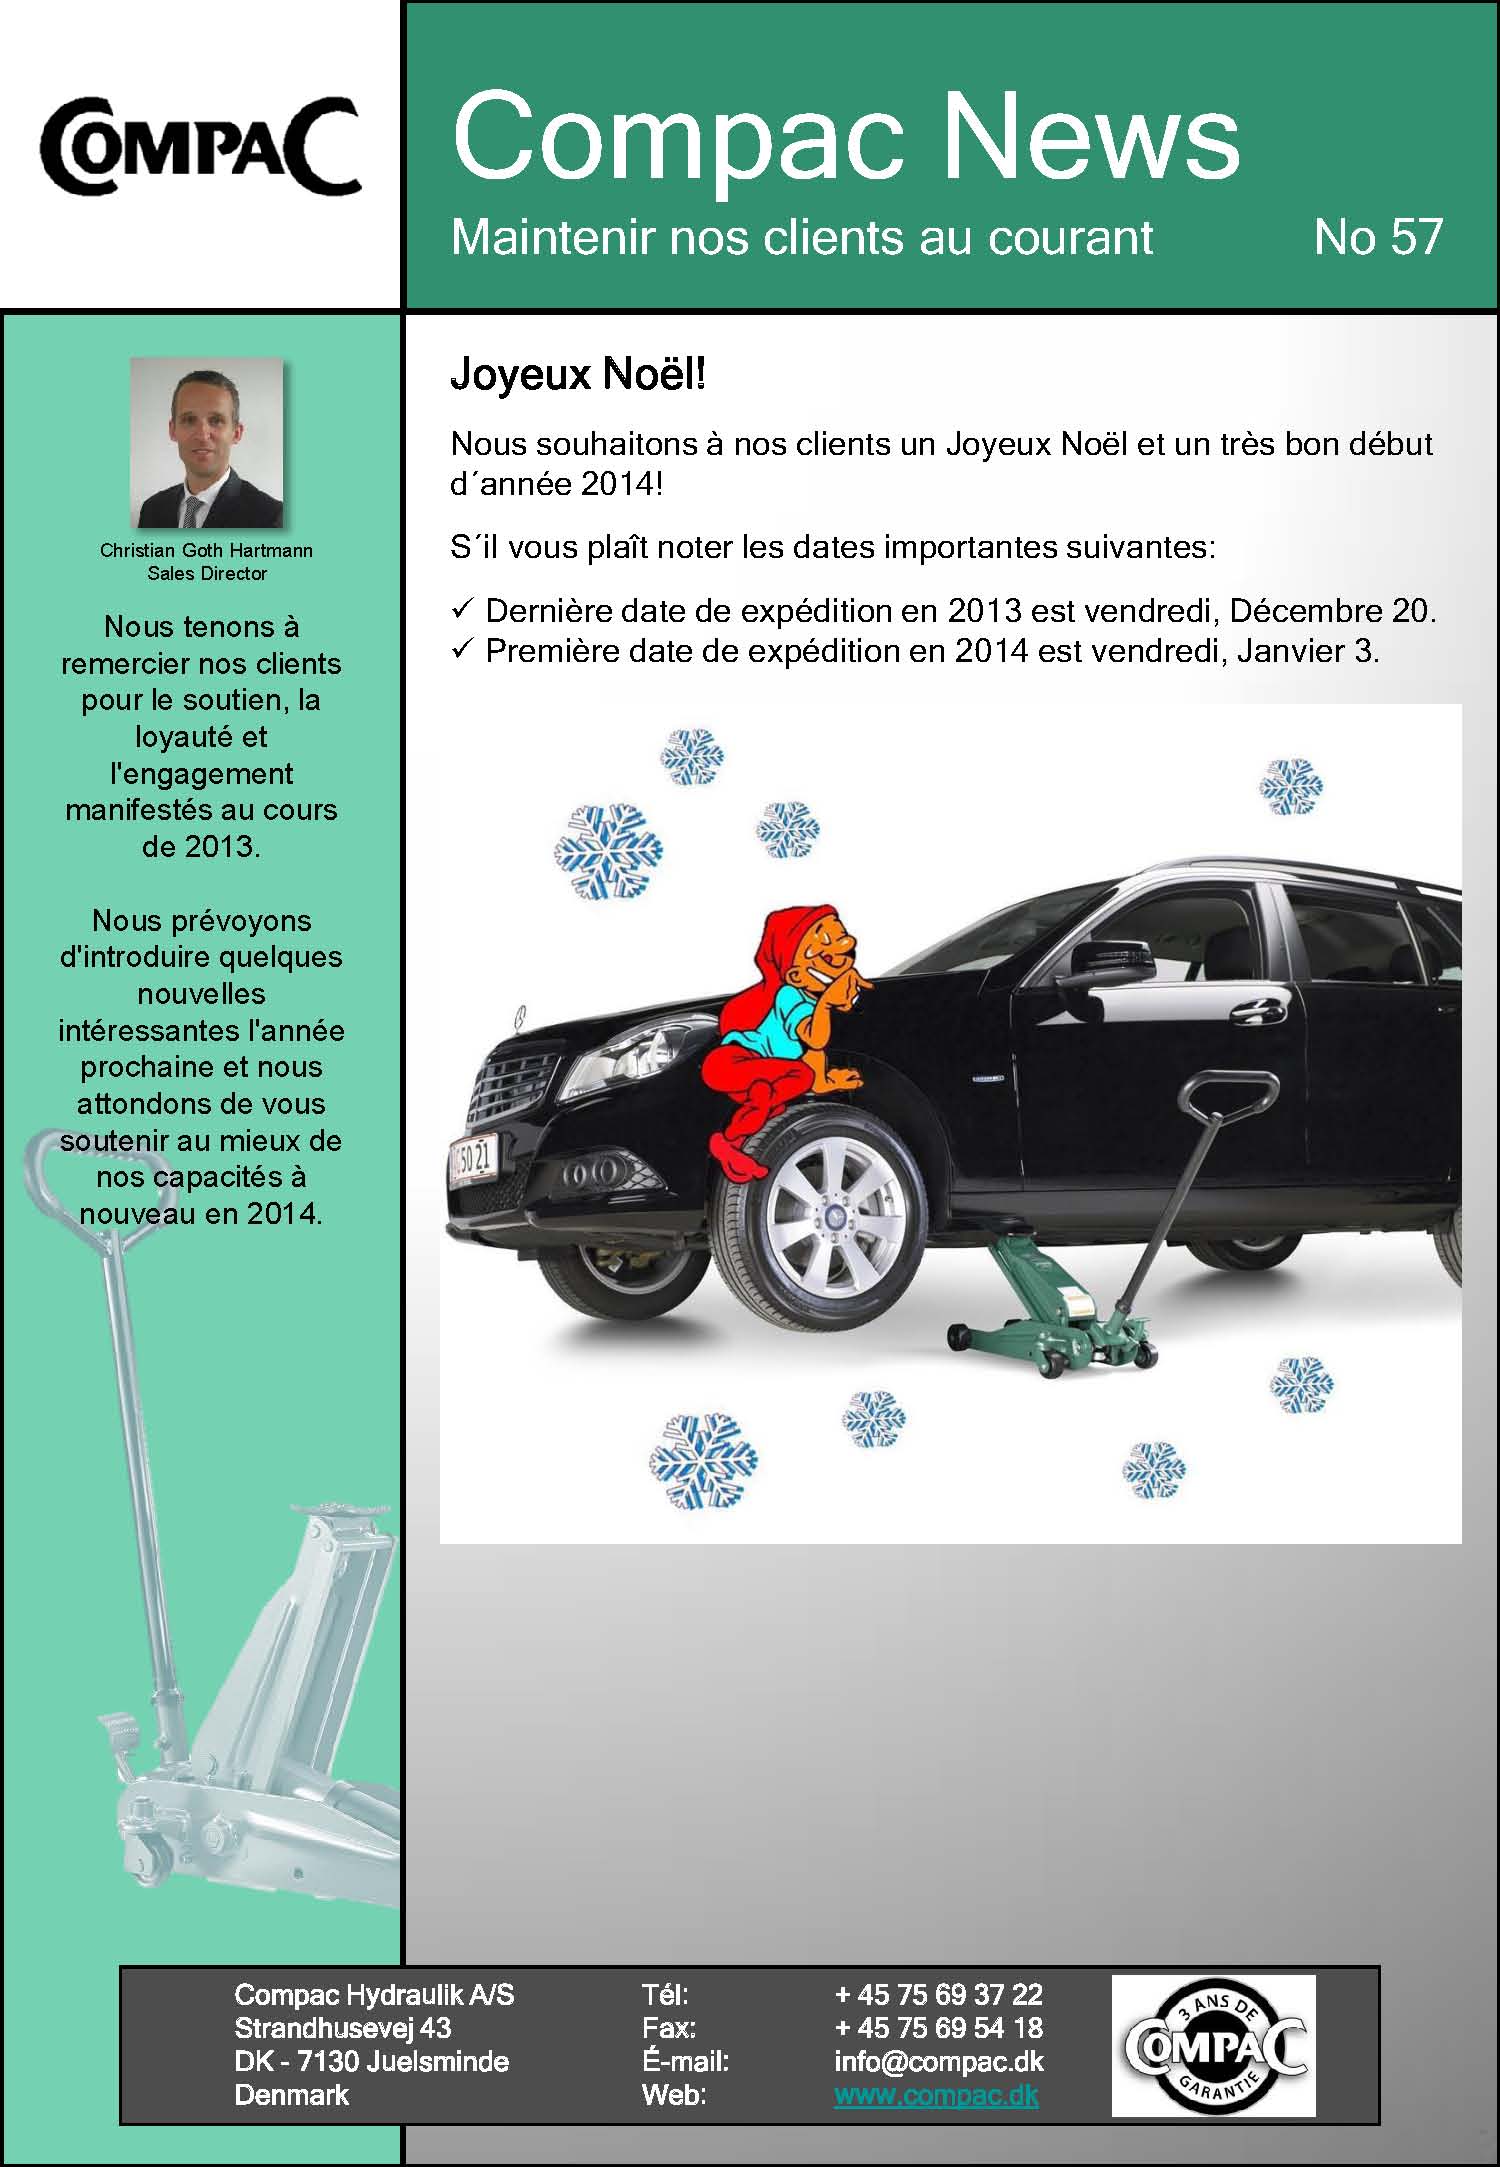 COMPAC
Compac News
Maintenir nos clients au courant No 57
Christian Goth Hartmann
Sales Director
Nous tenons à
remercier nos clients
pour le soutien, la
loyauté et
l'engagement
manifestés au cours
de 2013.
Nous prévoyons
d'introduire quelques
nouvelles
intéressantes l'année
prochaine et nous
attondons de vous
soutenir au mieux de
nos capacités à
nouveau en 2014.
Joyeux Noël!
Nous souhaitons à nos clients un Joyeux Noël et un très bon début
d´année 2014!
S´il vous plaît noter les dates importantes suivantes:
✓ Dernière date de expédition en 2013 est vendredi, Décembre 20.
✓ Première date de expédition en 2014 est vendredi, Janvier 3.
50 21
Compac Hydraulik A/S Tél: + 45 75 69 37 22
Strandhusevej 43 Fax: + 45 75 69 54 18
DK - 7130 Juelsminde É-mail: info@compac.dk
Denmark Web: www.compac.dk
3 ANS DE
COMPAC
GARANTIE